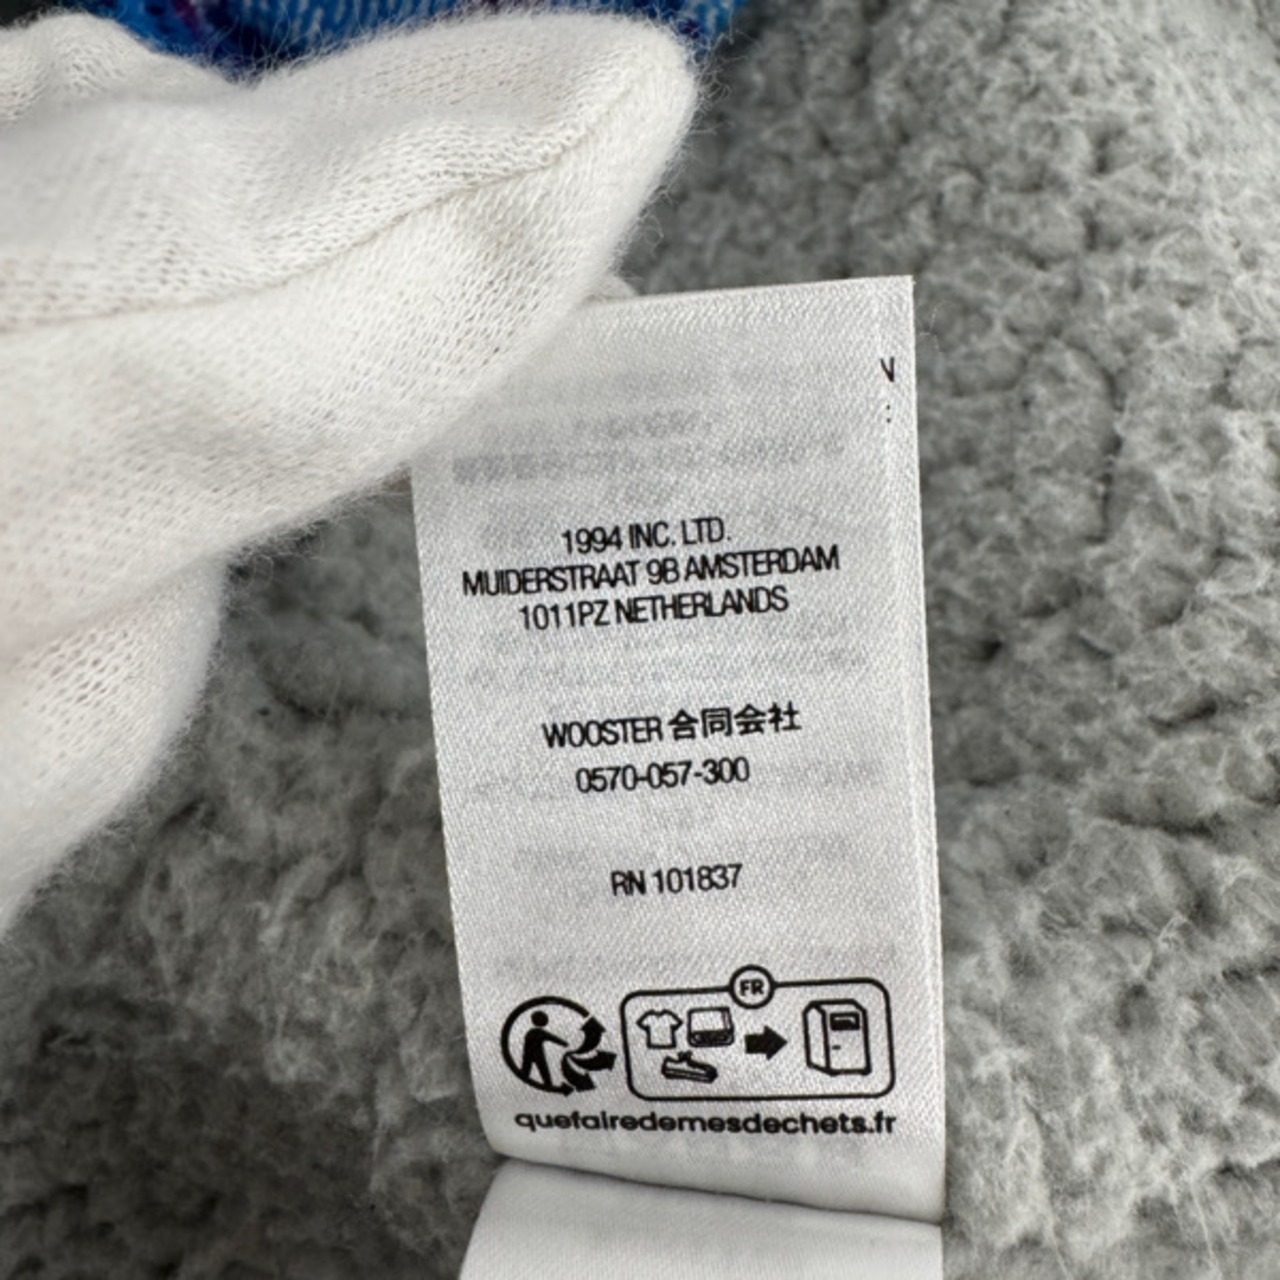 1994 INC. LTD.
MUIDERSTRAAT 9B AMSTERDAM
1011PZ NETHERLANDS
WOOSTER 合同会社
0570-057-300
RN 101837
FR
quefairedemesdechets.fr